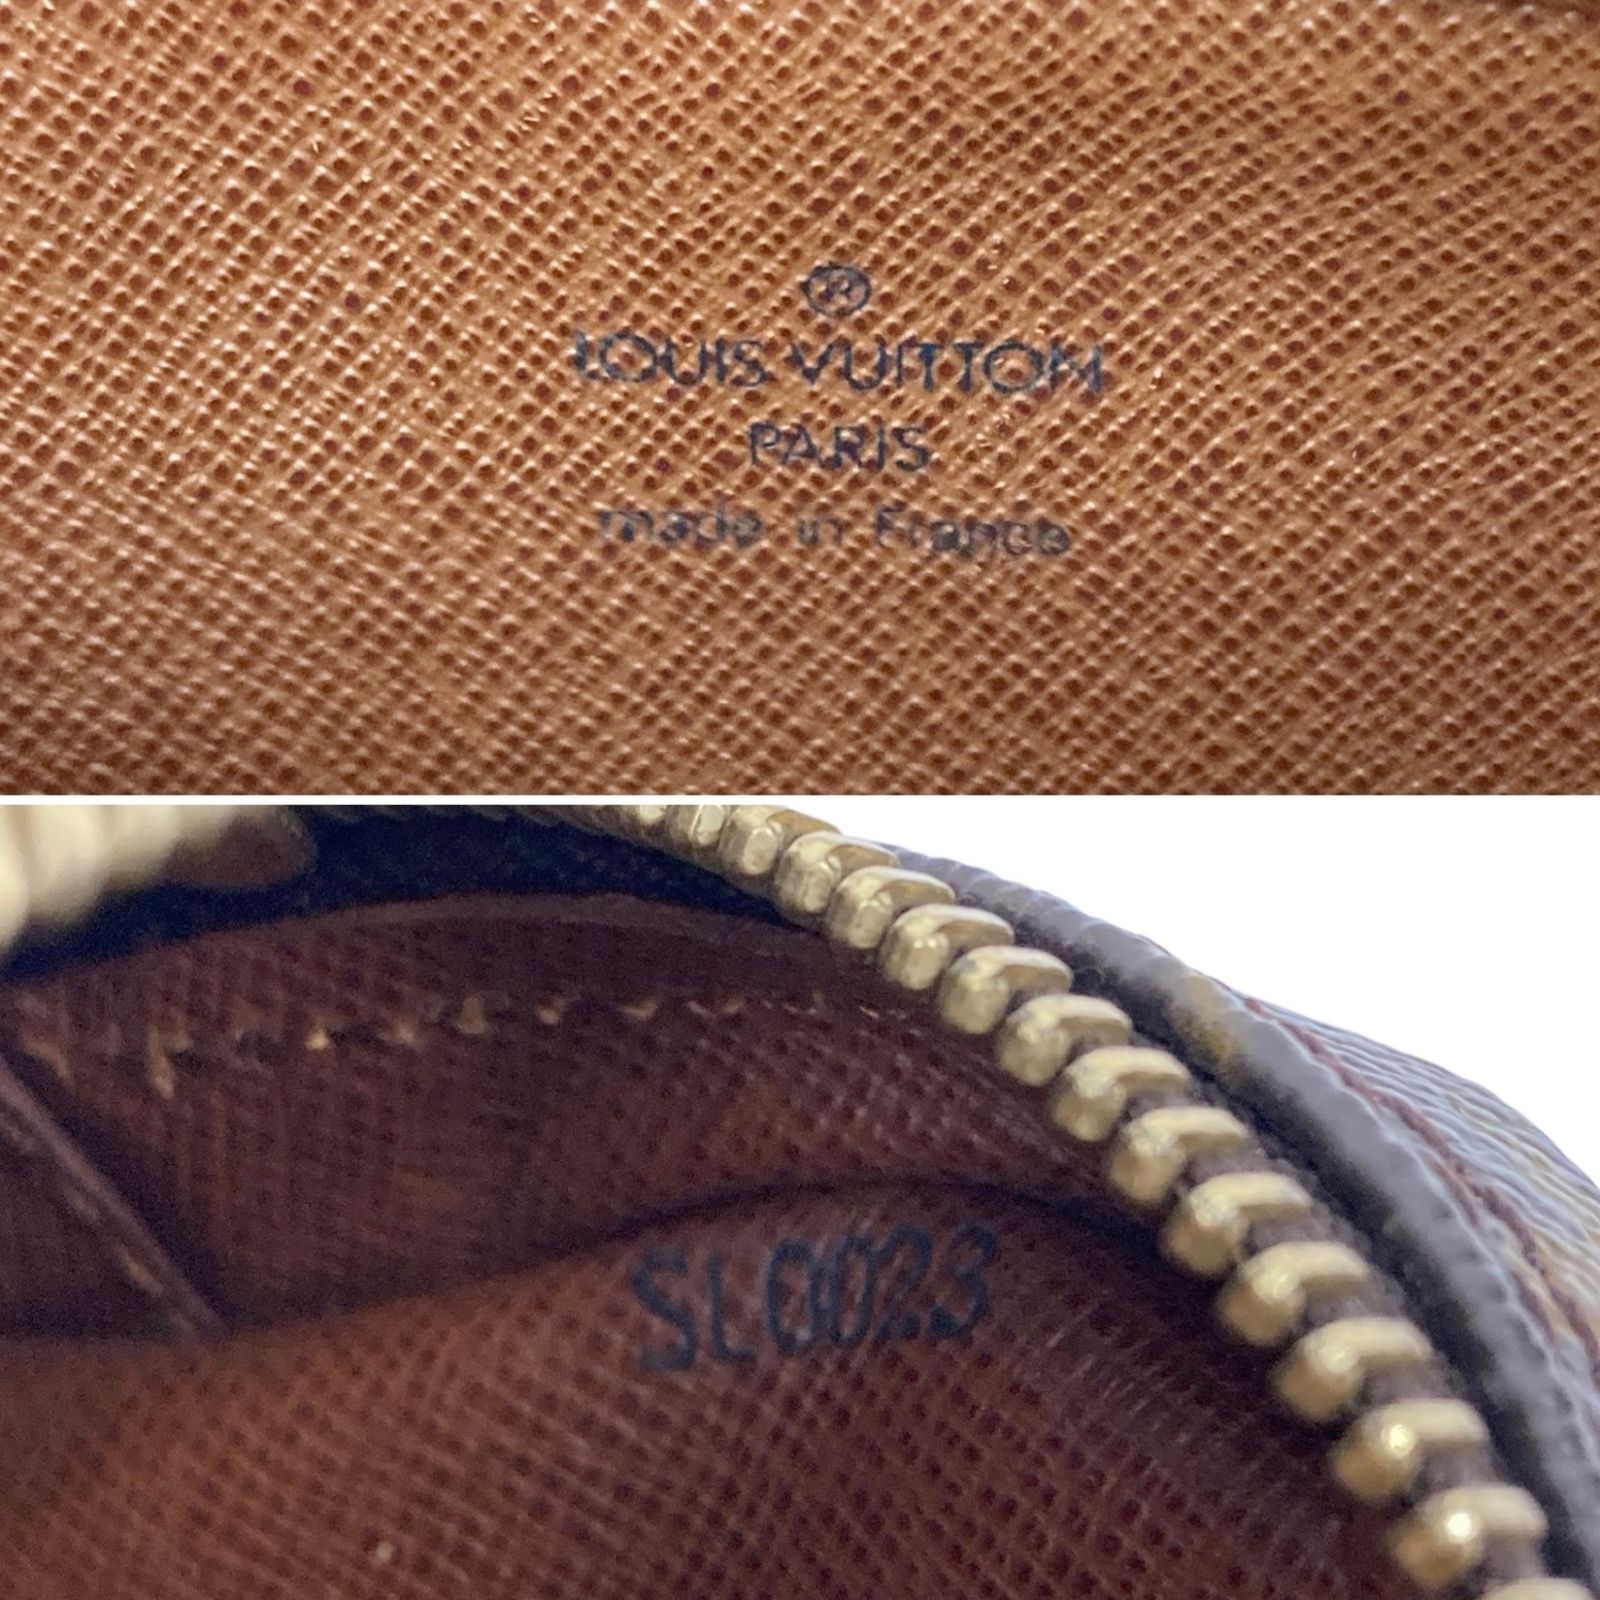 ®
LOUIS VUITTON
PARIS
made in France
SL0023